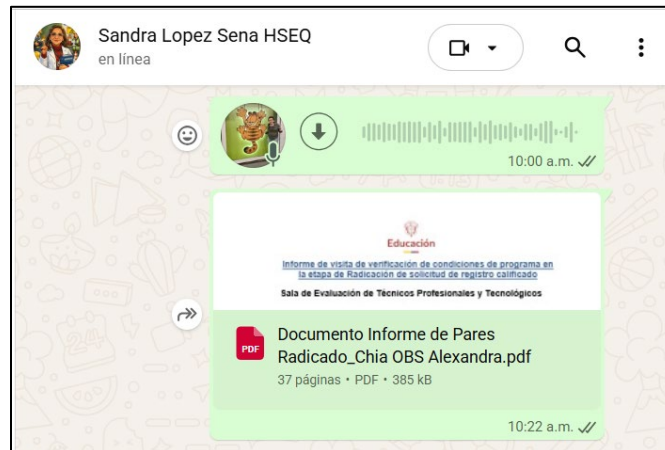 Sandra Lopez Sena HSEQ
en línea
10:00 a.m.
Educación
Informe de visita de verificación de condiciones de programa en
la etapa de Radicación de solicitud de registro calificado
Sala de Evaluación de Técnicos Profesionales y Tecnológicos
PDF
Documento Informe de Pares
Radicado_Chia OBS Alexandra.pdf
37 páginas • PDF • 385 kB
10:22 a.m.